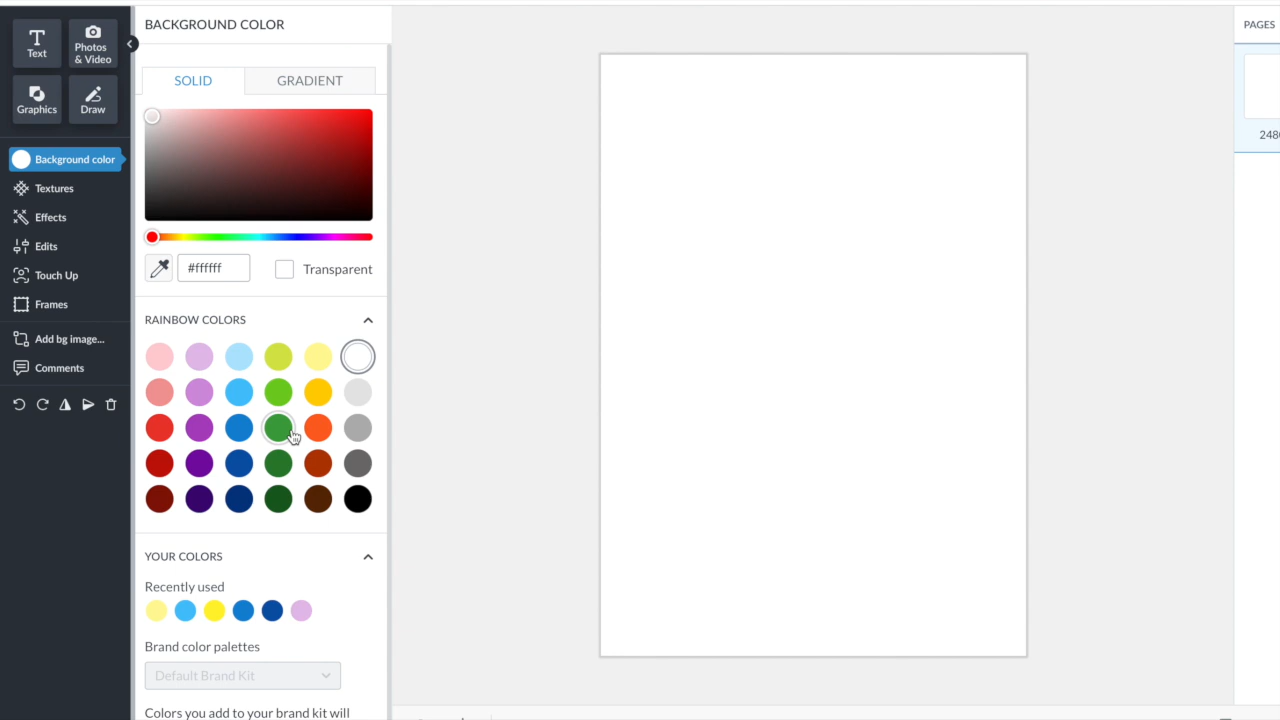 Text
Photos
& Video
Graphics
Draw
Background color
Textures
Effects
Edits
Touch Up
Frames
Add bg image...
Comments
BACKGROUND COLOR
SOLID
GRADIENT
#ffffff
Transparent
RAINBOW COLORS
YOUR COLORS
Recently used
Brand color palettes
Default Brand Kit
Colors you add to your brand kit will
PAGES
248